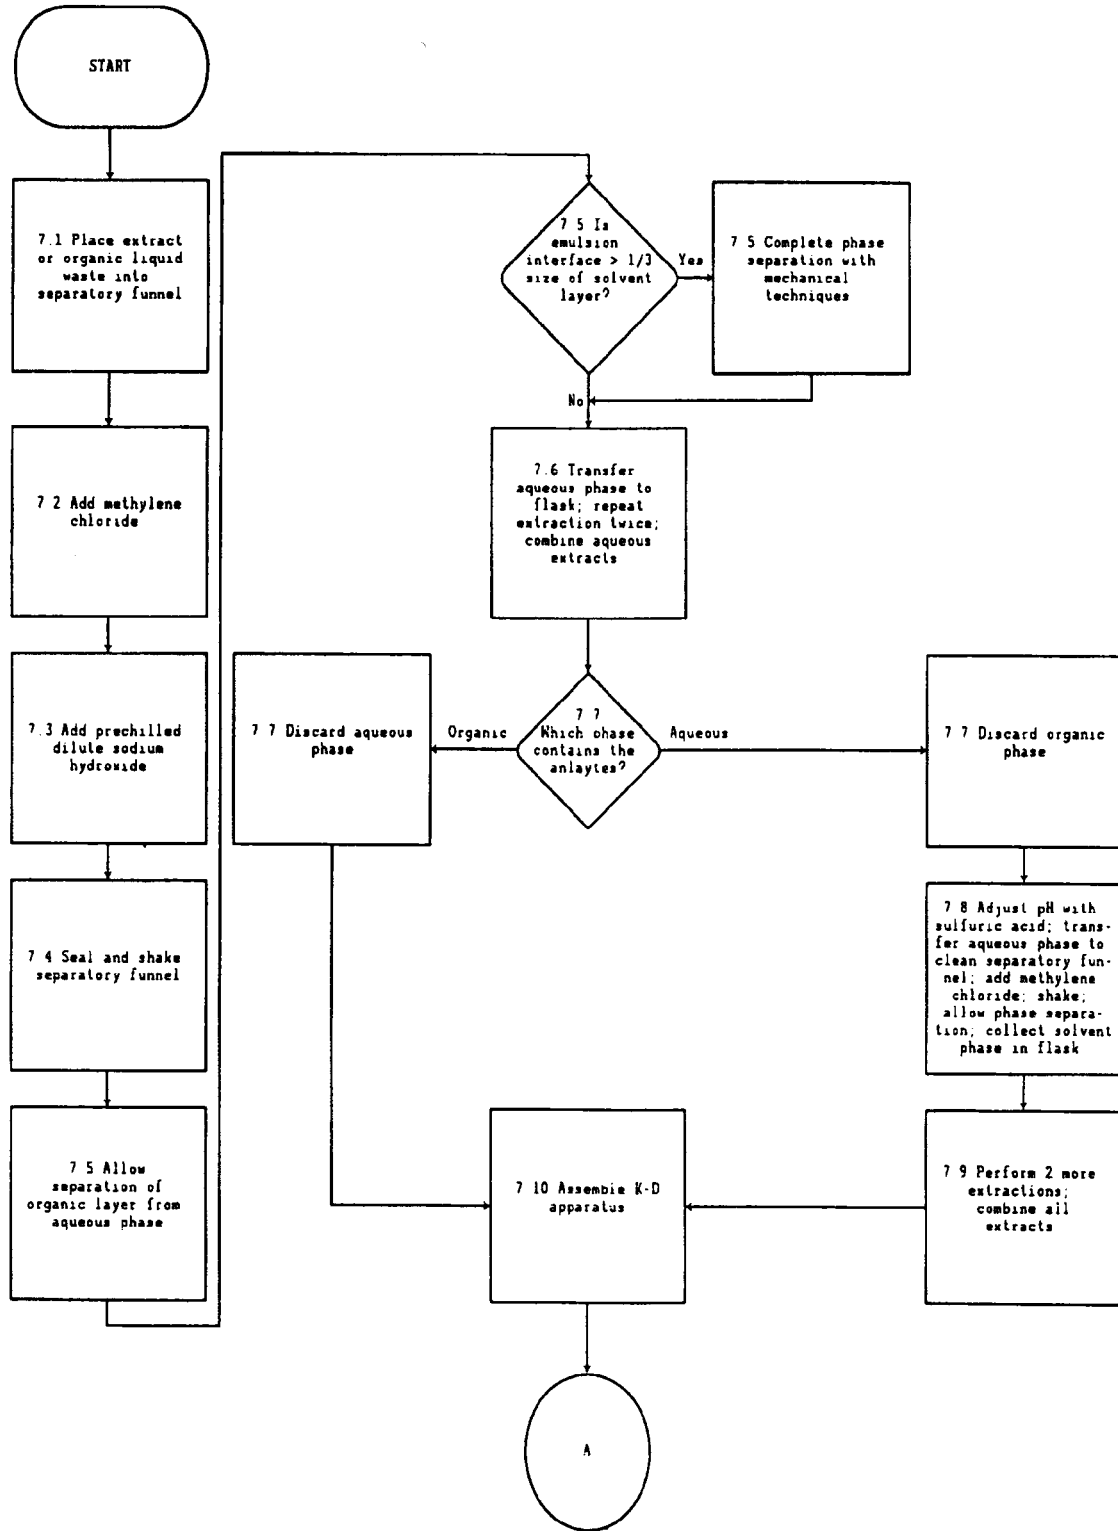 START
7.1 Place extract
or organic liquid
waste into
separatory funnel
7 2 Add methylene
chloride
7.3 Add prechilled
dilute sodium
hydroxide
7 4 Seal and shake
separatory funnel
7 5 Allow
separation of
organic layer from
aqueous phase
7 5 Is
emulsion
interface > 1/3
size of solvent
layer?
Yes
No
7 5 Complete phase
separation with
mechanical
techniques
7.6 Transfer
aqueous phase to
flask; repeat
extraction twice;
combine aqueous
extracts
7 7
Which phase
contains the
anlaytes?
Organic
Aqueous
7 7 Discard aqueous
phase
7 7 Discard organic
phase
7 8 Adjust pH with
sulfuric acid; trans-
fer aqueous phase to
clean separatory fun-
nel; add methylene
chloride; shake;
allow phase separa-
tion; collect solvent
phase in flask
7 9 Perform 2 more
extractions;
combine all
extracts
7 10 Assemble K-D
apparatus
A